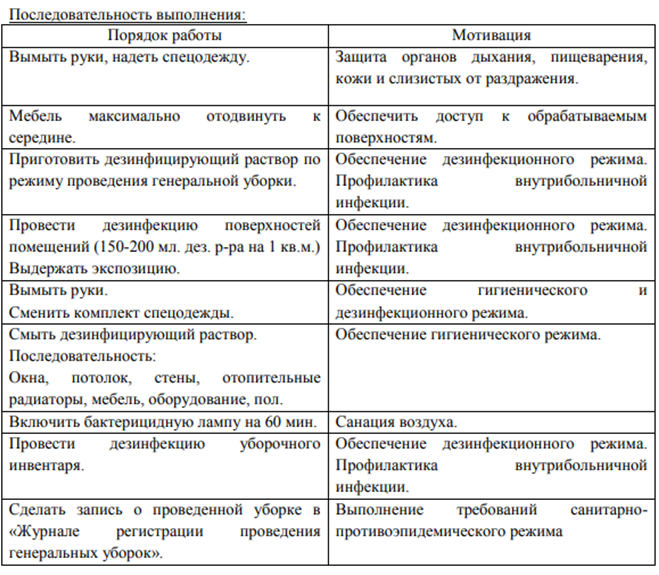 Последовательность выполнения:
Порядок работы
Мотивация
Вымыть руки, надеть спецодежду.
Защита органов дыхания, пищеварения,
кожи и слизистых от раздражения.
Мебель максимально отодвинуть к
середине.
Обеспечить доступ к обрабатываемым
поверхностям.
Приготовить дезинфицирующий раствор по
режиму проведения генеральной уборки.
Обеспечение дезинфекционного режима.
Профилактика внутрибольничной
инфекции.
Провести дезинфекцию поверхностей
помещений (150-200 мл. дез. р-ра на 1 кв.м.)
Выдержать экспозицию.
Обеспечение дезинфекционного режима.
Профилактика внутрибольничной
инфекции.
Вымыть руки.
Сменить комплект спецодежды.
Обеспечение гигиенического и
дезинфекционного режима.
Смыть дезинфицирующий раствор.
Последовательность:
Окна, потолок, стены, отопительные
радиаторы, мебель, оборудование, пол.
Обеспечение гигиенического режима.
Включить бактерицидную лампу на 60 мин.
Санация воздуха.
Провести дезинфекцию уборочного
инвентаря.
Обеспечение дезинфекционного режима.
Профилактика внутрибольничной
инфекции.
Сделать запись о проведенной уборке в
«Журнале регистрации проведения
генеральных уборок».
Выполнение требований санитарно-
противоэпидемического режима